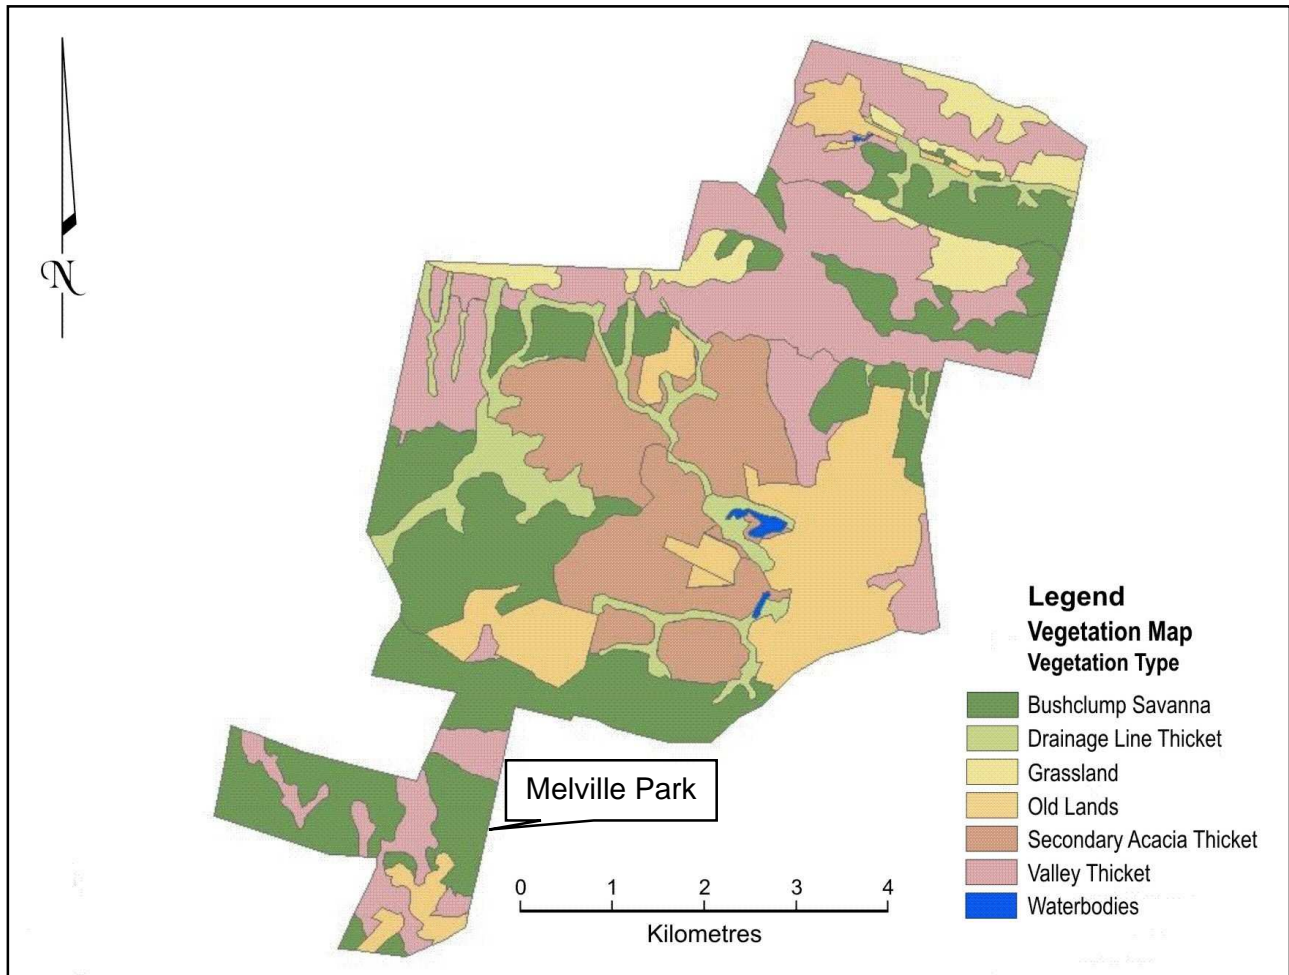 N
Melville Park
Legend
Vegetation Map
Vegetation Type
Bushclump Savanna
Drainage Line Thicket
Grassland
Old Lands
Secondary Acacia Thicket
Valley Thicket
Waterbodies
0 1 2 3 4
Kilometres